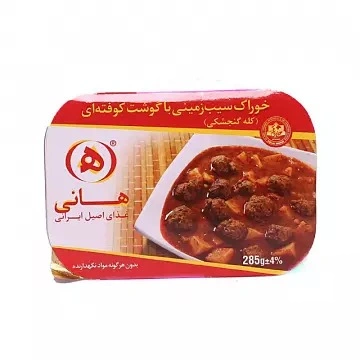 خوراک سیب زمینی با گوشت کوفته‌ای
(کله گنجشکی)
®
هانی
غذای اصیل ایرانی
285g±4%
بدون هرگونه مواد نگهدارنده